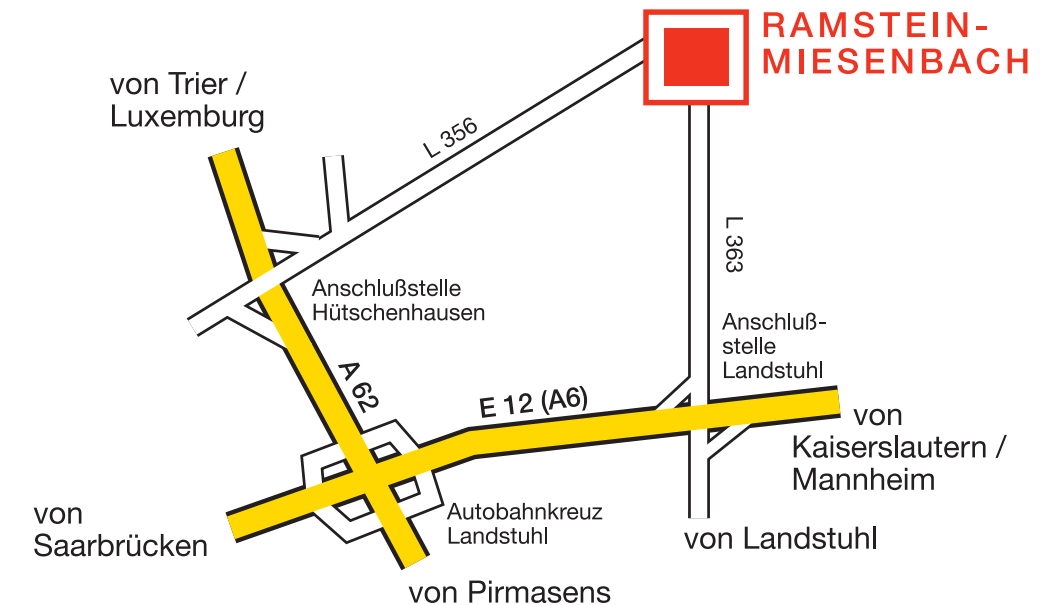 RAMSTEIN-
MIESENBACH
von Trier /
Luxemburg
L 356
L 363
Anschlußstelle
Hütschenhausen
Anschluß-
stelle
Landstuhl
A 62
E 12 (A6)
von
Kaiserslautern /
Mannheim
von
Saarbrücken
Autobahnkreuz
Landstuhl
von Landstuhl
von Pirmasens